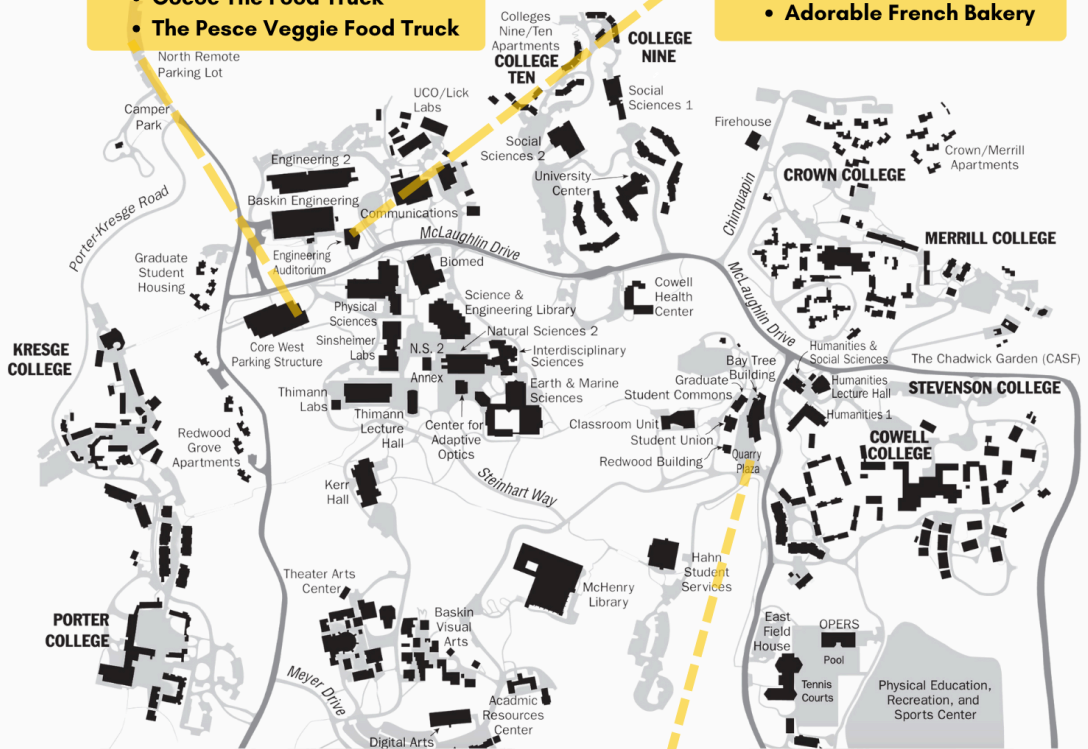 The Pesce Veggie Food Truck
Adorable French Bakery
North Remote
Parking Lot
Camper
Park
Colleges
Nine/Ten
Apartments
COLLEGE
TEN
COLLEGE
NINE
UCO/Lick
Labs
Social
Sciences 1
Social
Sciences 2
University
Center
Firehouse
Crown/Merrill
Apartments
CROWN COLLEGE
Chinquapin
MERRILL COLLEGE
Engineering 2
Baskin Engineering
Communications
Engineering
Auditorium
McLaughlin Drive
Porter-Kresge Road
Graduate
Student
Housing
Biomed
Physical
Sciences
Science &
Engineering Library
Cowell
Health
Center
McLaughlin Drive
Core West
Parking Structure
Sinsheimer
Labs
N.S. 2
Annex
Natural Sciences 2
Interdisciplinary
Sciences
Humanities &
Social Sciences
The Chadwick Garden (CASF)
KRESGE
COLLEGE
Bay Tree
Building
Graduate
Student Commons
Humanities
Lecture Hall
STEVENSON COLLEGE
Thimann
Labs
Thimann
Lecture
Hall
Earth & Marine
Sciences
Center for
Adaptive
Optics
Classroom Unit
Student Union
Redwood Building
Quarry
Plaza
Humanities 1
COWELL
COLLEGE
Redwood
Grove
Apartments
Kerr
Hall
Steinhart Way
Hahn
Student
Services
McHenry
Library
Theater Arts
Center
Baskin
Visual
Arts
PORTER
COLLEGE
East
Field
House
OPERS
Pool
Tennis
Courts
Physical Education,
Recreation, and
Sports Center
Meyer Drive
Acadmic
Resources
Center
Digital Arts